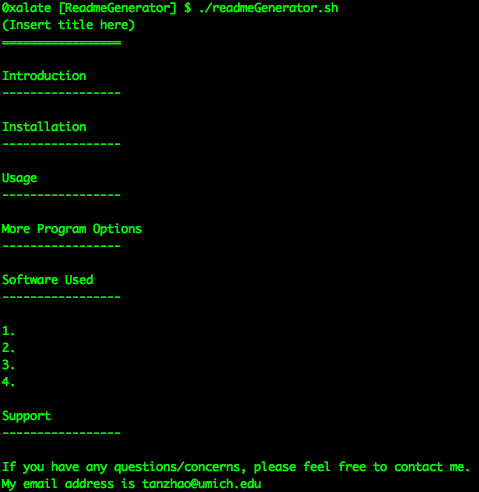 0xalate [ReadmeGenerator] $ ./readmeGenerator.sh
(Insert title here)
=================
Introduction
-----------------
Installation
-----------------
Usage
-----------------
More Program Options
-----------------
Software Used
-----------------
1.
2.
3.
4.
Support
-----------------
If you have any questions/concerns, please feel free to contact me.
My email address is tanzhao@umich.edu